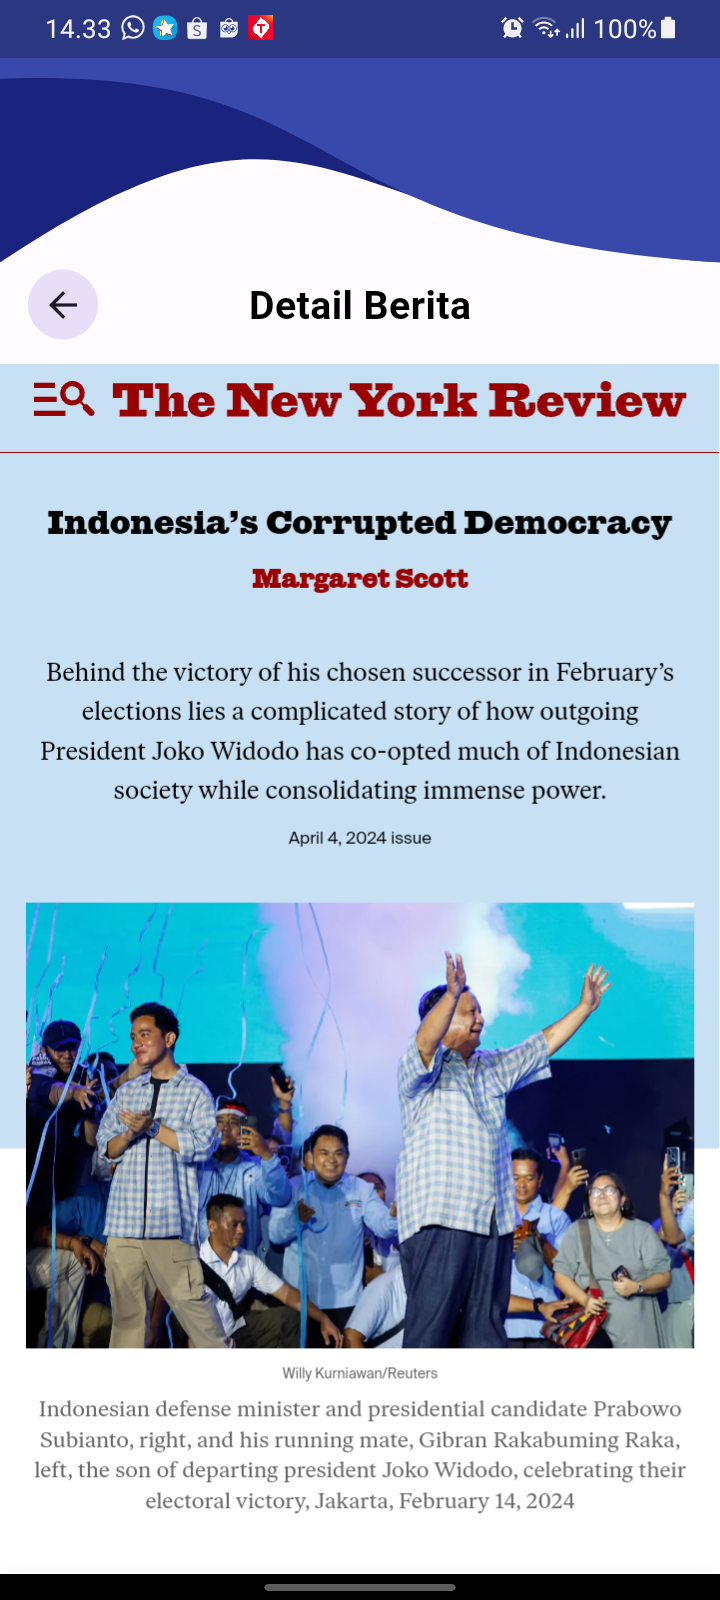 14.33
100%
Detail Berita
The New York Review
Indonesia's Corrupted Democracy
Margaret Scott
Behind the victory of his chosen successor in February's
elections lies a complicated story of how outgoing
President Joko Widodo has co-opted much of Indonesian
society while consolidating immense power.
April 4, 2024 issue
Willy Kurniawan/Reuters
Indonesian defense minister and presidential candidate Prabowo
Subianto, right, and his running mate, Gibran Rakabuming Raka,
left, the son of departing president Joko Widodo, celebrating their
electoral victory, Jakarta, February 14, 2024